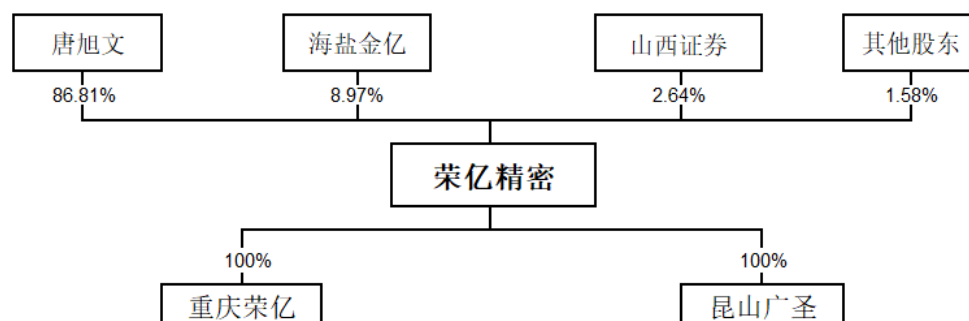 唐旭文
海盐金亿
山西证券
其他股东
86.81%
8.97%
2.64%
1.58%
荣亿精密
100%
100%
重庆荣亿
昆山广圣